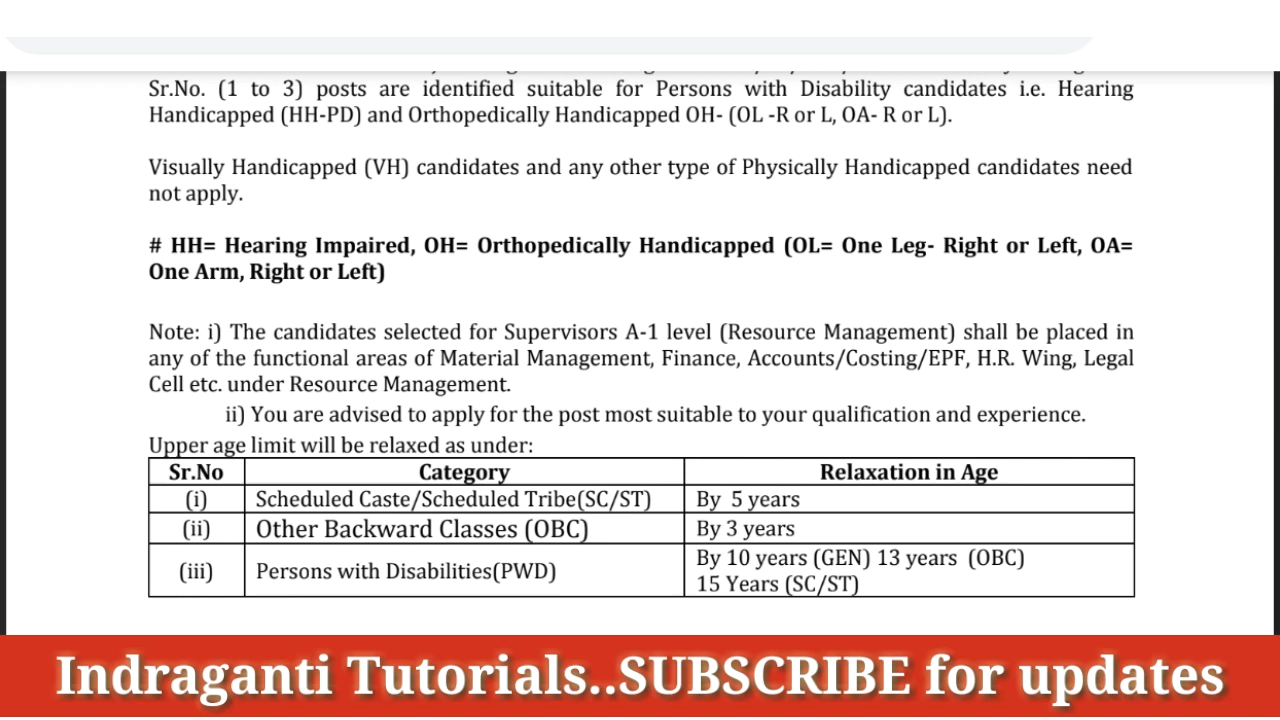 Sr.No. (1 to 3) posts are identified suitable for Persons with Disability candidates i.e. Hearing
Handicapped (HH-PD) and Orthopedically Handicapped OH- (OL -R or L, OA- R or L).
Visually Handicapped (VH) candidates and any other type of Physically Handicapped candidates need
not apply.
# HH= Hearing Impaired, OH= Orthopedically Handicapped (OL= One Leg- Right or Left, OA=
One Arm, Right or Left)
Note: i) The candidates selected for Supervisors A-1 level (Resource Management) shall be placed in
any of the functional areas of Material Management, Finance, Accounts/Costing/EPF, H.R. Wing, Legal
Cell etc. under Resource Management.
ii) You are advised to apply for the post most suitable to your qualification and experience.
Upper age limit will be relaxed as under:
Sr.No Category Relaxation in Age
(i) Scheduled Caste/Scheduled Tribe(SC/ST) By 5 years
(ii) Other Backward Classes (OBC) By 3 years
(iii) Persons with Disabilities(PWD) By 10 years (GEN) 13 years (OBC)
15 Years (SC/ST)
Indraganti Tutorials..SUBSCRIBE for updates